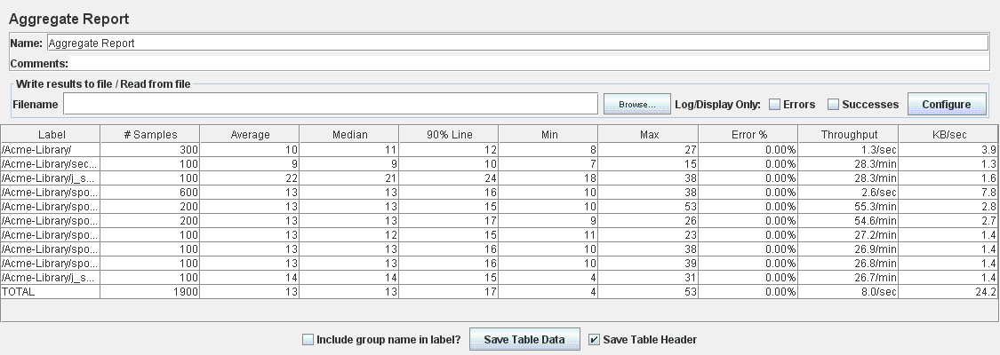 Aggregate Report
Name: Aggregate Report
Comments:
Write results to file / Read from file
Filename Browse... Log/Display Only: Errors Successes Configure
Label # Samples Average Median 90% Line Min Max Error % Throughput KB/sec
/Acme-Library/ 300 10 11 12 8 27 0.00% 1.3/sec 3.9
/Acme-Library/sec... 100 9 9 10 7 15 0.00% 28.3/min 1.3
/Acme-Library/j_s... 100 22 21 24 18 38 0.00% 28.3/min 1.6
/Acme-Library/spo... 600 13 13 16 10 38 0.00% 2.6/sec 7.8
/Acme-Library/spo... 200 13 13 15 10 53 0.00% 55.3/min 2.8
/Acme-Library/spo... 200 13 13 17 9 26 0.00% 54.6/min 2.7
/Acme-Library/spo... 100 13 12 15 11 23 0.00% 27.2/min 1.4
/Acme-Library/spo... 100 13 13 16 10 38 0.00% 26.9/min 1.4
/Acme-Library/spo... 100 13 13 16 10 39 0.00% 26.8/min 1.4
/Acme-Library/j_s... 100 14 14 15 4 31 0.00% 26.7/min 1.4
TOTAL 1900 13 13 17 4 53 0.00% 8.0/sec 24.2
Include group name in label? Save Table Data Save Table Header